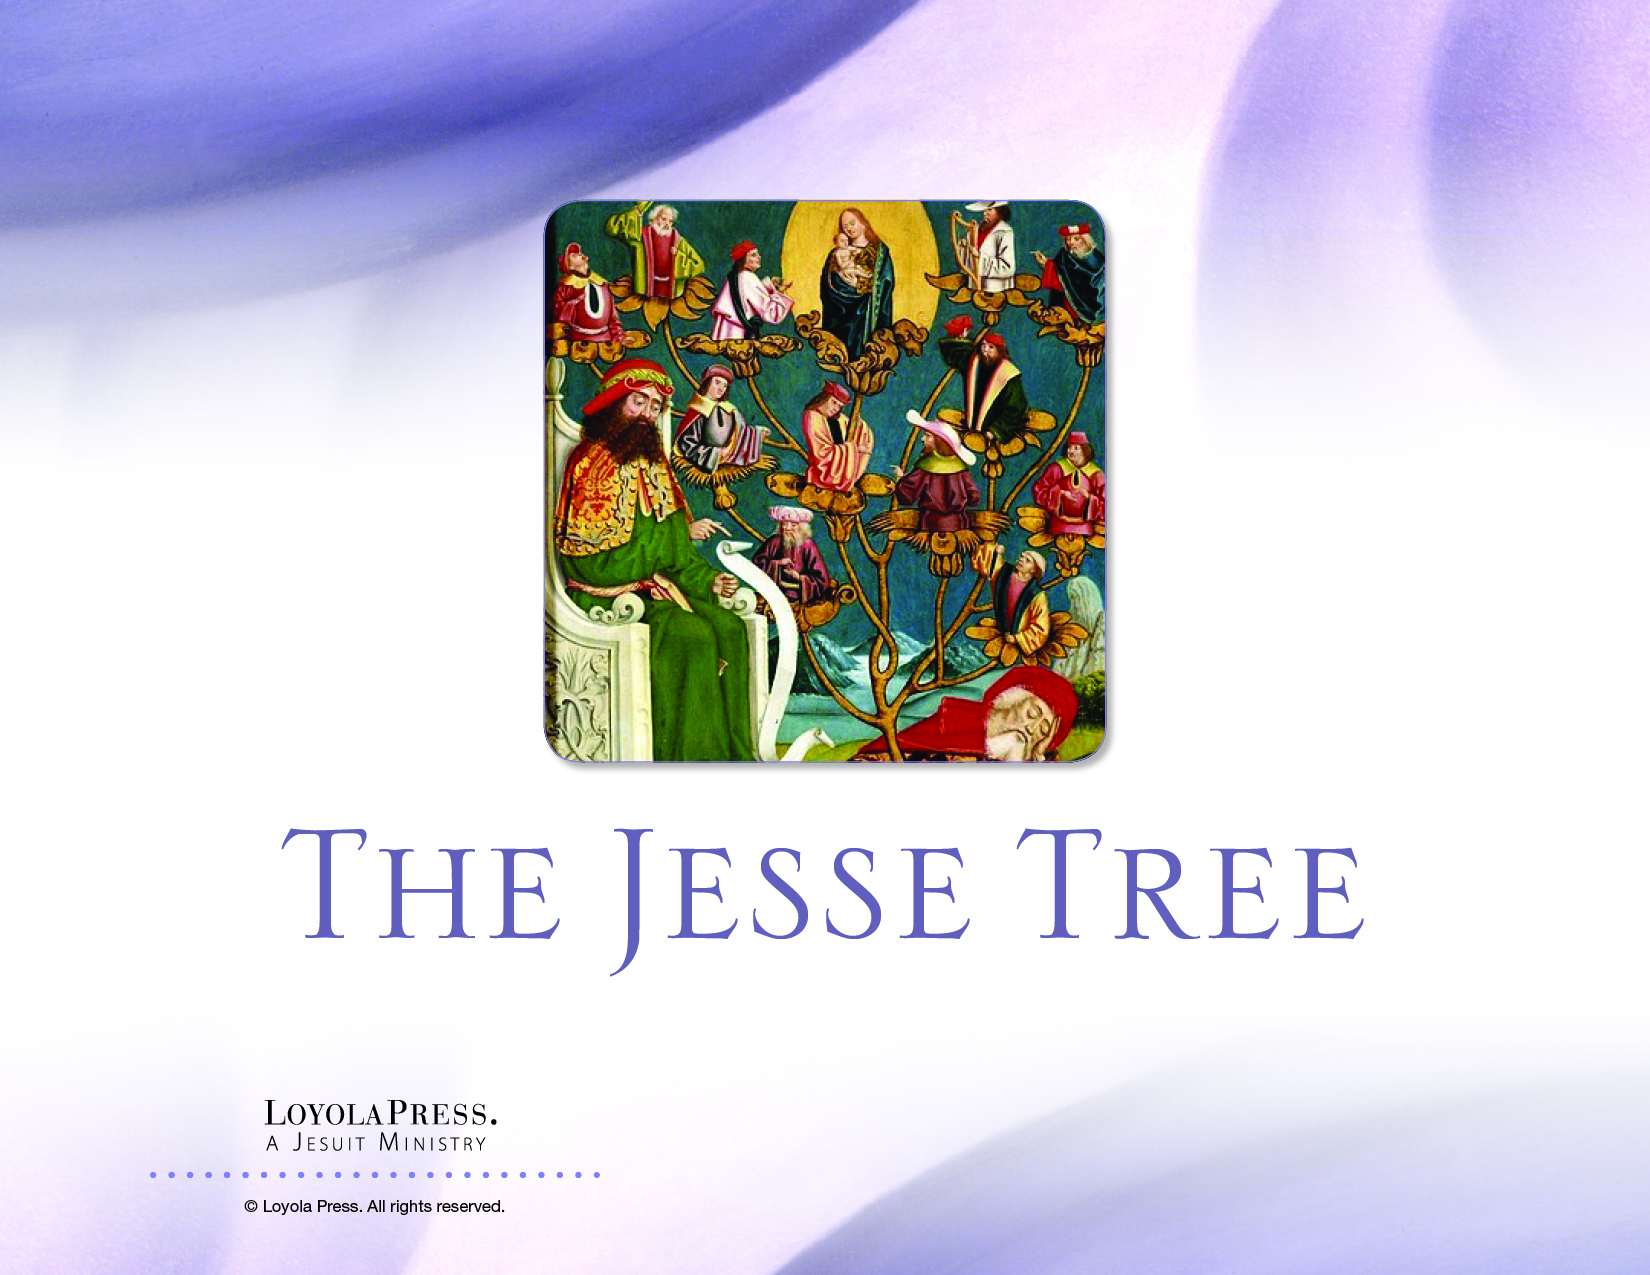 THE JESSE TREE
LOYOLAPRESS.
A JESUIT MINISTRY
© Loyola Press. All rights reserved.